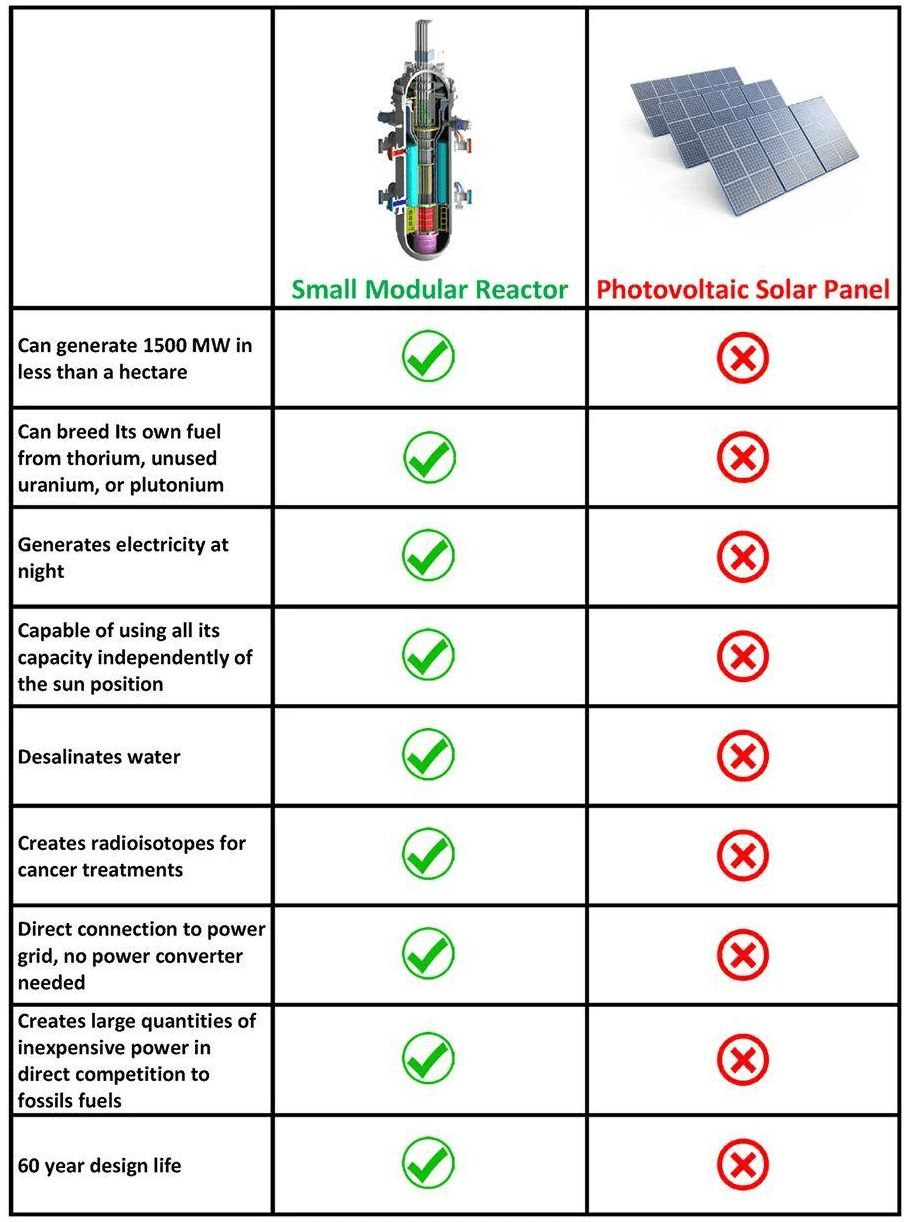 Small Modular Reactor
Photovoltaic Solar Panel
Can generate 1500 MW in
less than a hectare
Can breed Its own fuel
from thorium, unused
uranium, or plutonium
Generates electricity at
night
Capable of using all its
capacity independently of
the sun position
Desalinates water
Creates radioisotopes for
cancer treatments
Direct connection to power
grid, no power converter
needed
Creates large quantities of
inexpensive power in
direct competition to
fossils fuels
60 year design life